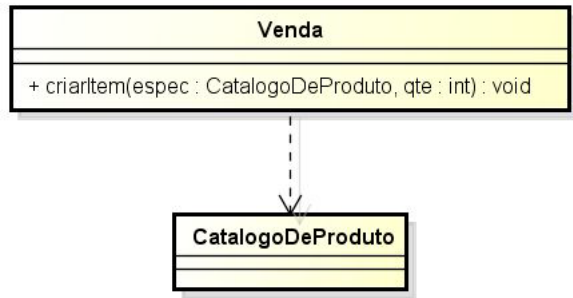 Venda
+ criarItem(espec : CatalogoDeProduto, qte : int) : void
CatalogoDeProduto